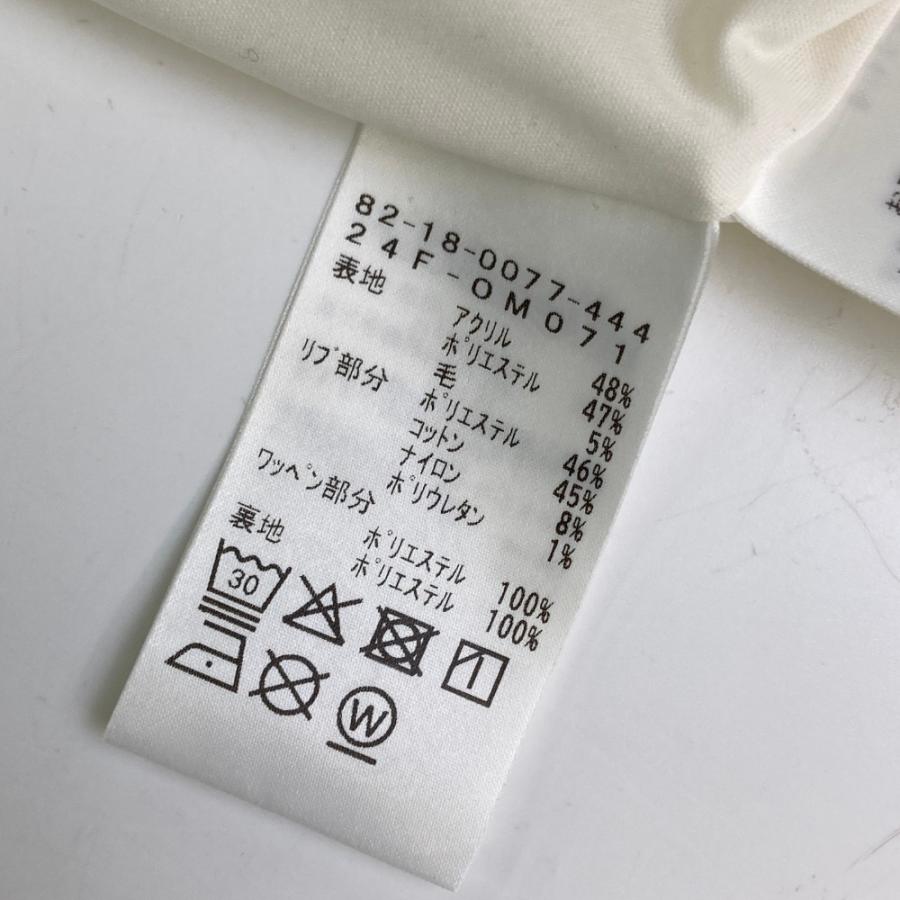 82-18-0077-444
24F-OM071
表地 アクリル 48%
ポリエステル 47%
毛 5%
リブ部分 ポリエステル 46%
コットン 45%
ナイロン 8%
ポリウレタン 1%
ワッペン部分 ポリエステル 100%
裏地 ポリエステル 100%
30
W
お